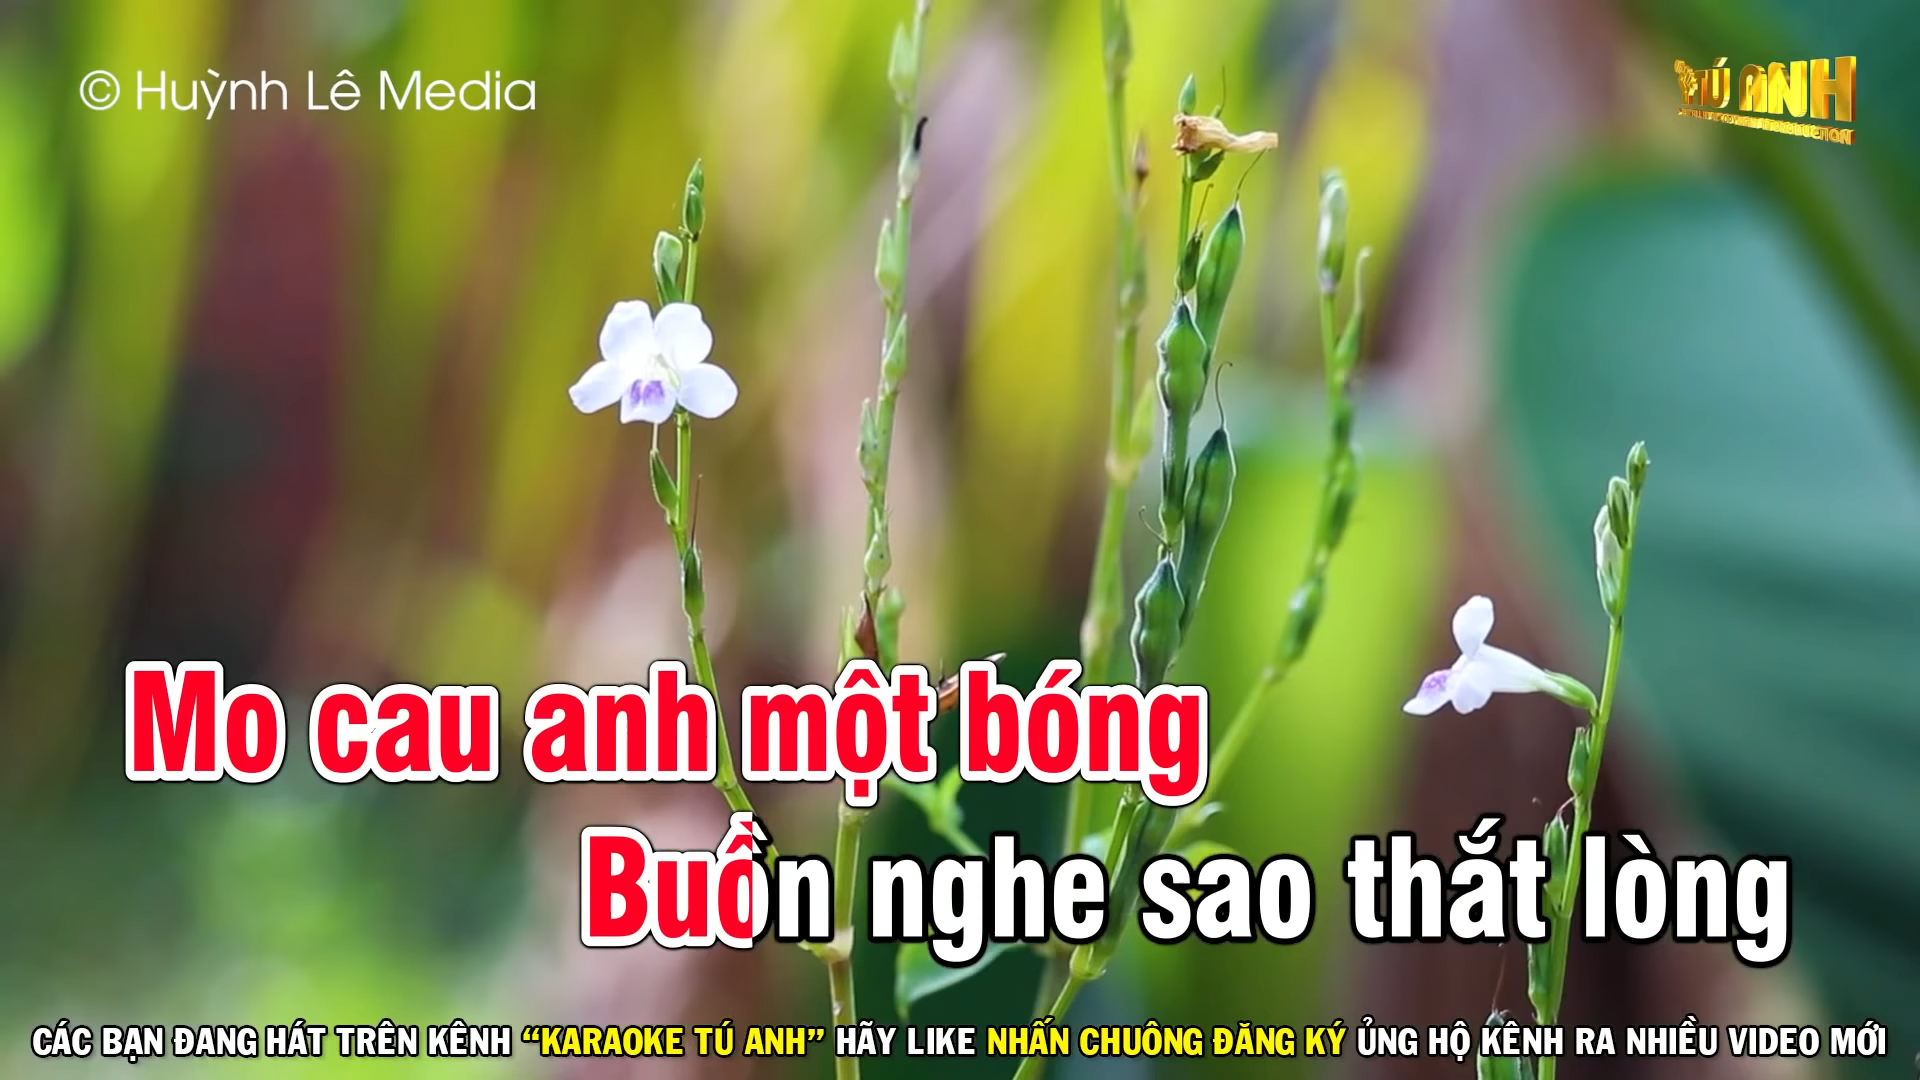 © Huỳnh Lê Media
TÚ ANH
Mo cau anh một bóng
Buồn nghe sao thắt lòng
CÁC BẠN ĐANG HÁT TRÊN KÊNH “KARAOKE TÚ ANH” HÃY LIKE NHẤN CHUÔNG ĐĂNG KÝ ỦNG HỘ KÊNH RA NHIỀU VIDEO MỚI